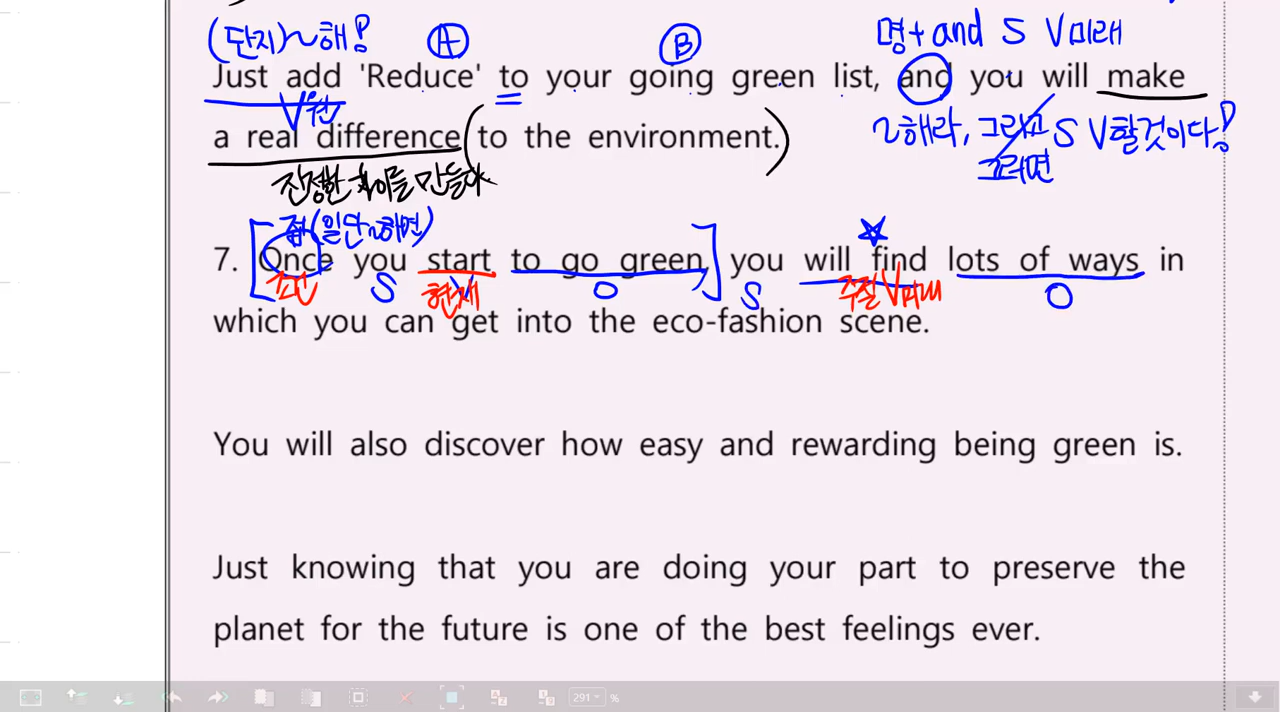 (단지)~해! Ⓐ Ⓑ 명+ and S V미래
Just add 'Reduce' to your going green list, and you will make
V원
~해라, 그리고 S V할것이다!
a real difference (to the environment.)
그러면
진정한 차이를 만들다
접(일단~하면)
7. [Once you start to go green,] you will find lots of ways in
조건 S 현재 O S 주절 V미래 O
which you can get into the eco-fashion scene.
You will also discover how easy and rewarding being green is.
Just knowing that you are doing your part to preserve the
planet for the future is one of the best feelings ever.
291 %